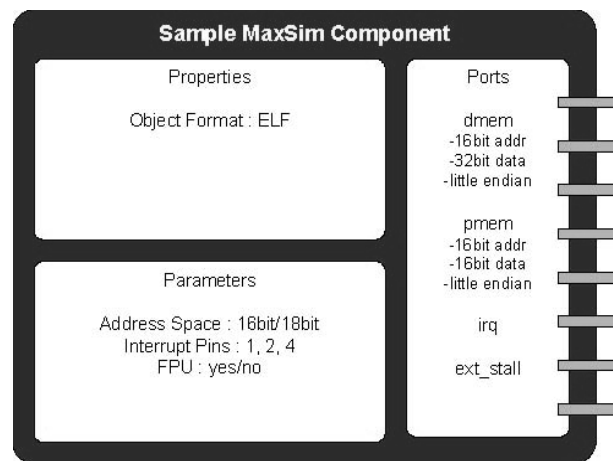 Sample MaxSim Component
Properties
Object Format : ELF
Parameters
Address Space : 16bit/18bit
Interrupt Pins : 1, 2, 4
FPU : yes/no
Ports
dmem
-16bit addr
-32bit data
-little endian
pmem
-16bit addr
-16bit data
-little endian
irq
ext_stall